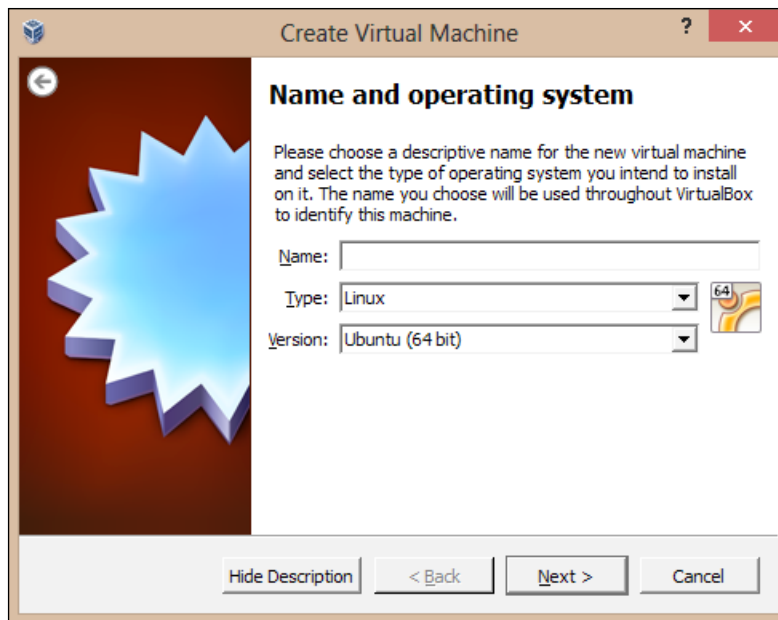 Create Virtual Machine
?
Name and operating system
Please choose a descriptive name for the new virtual machine
and select the type of operating system you intend to install
on it. The name you choose will be used throughout VirtualBox
to identify this machine.
Name:
Type: Linux
64
Version: Ubuntu (64 bit)
Hide Description < Back Next > Cancel